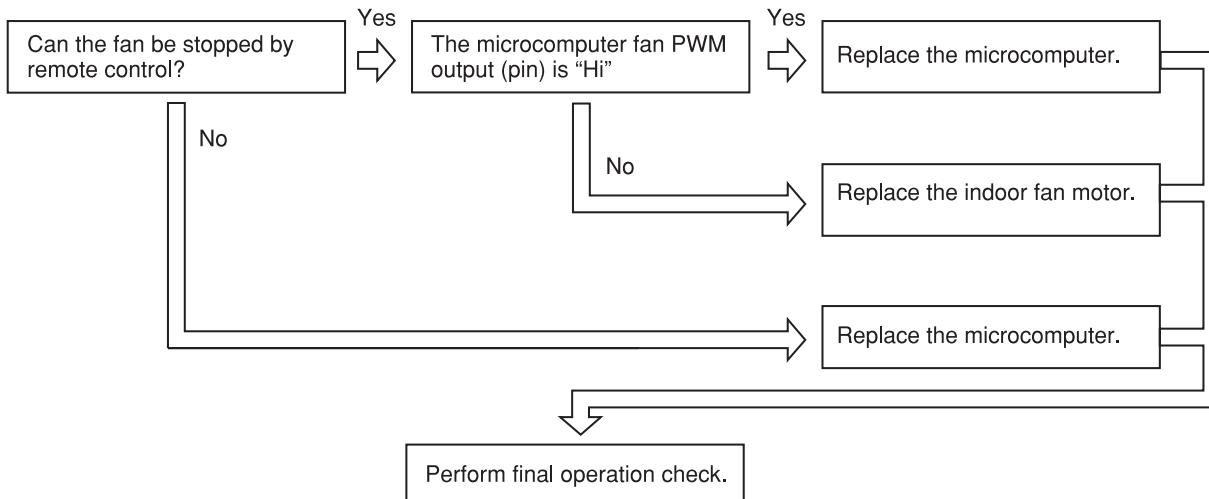 Yes
Yes
Can the fan be stopped by
remote control?
The microcomputer fan PWM
output (pin) is “Hi”
Replace the microcomputer.
No
No
Replace the indoor fan motor.
Replace the microcomputer.
Perform final operation check.